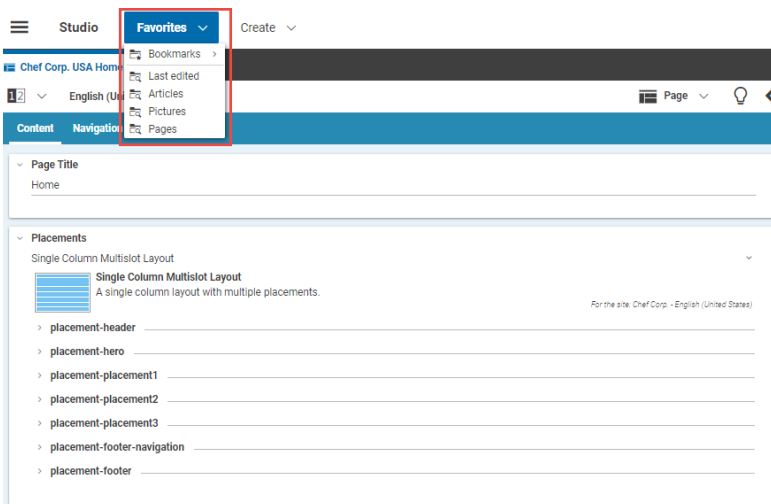 Studio Favorites Create
Bookmarks
Chef Corp. USA Home
Last edited
12 English (Uni
Articles
Page
Pictures
Content Navigation
Pages
Page Title
Home
Placements
Single Column Multislot Layout
Single Column Multislot Layout
A single column layout with multiple placements.
For the site: Chef Corp. - English (United States)
placement-header
placement-hero
placement-placement1
placement-placement2
placement-placement3
placement-footer-navigation
placement-footer